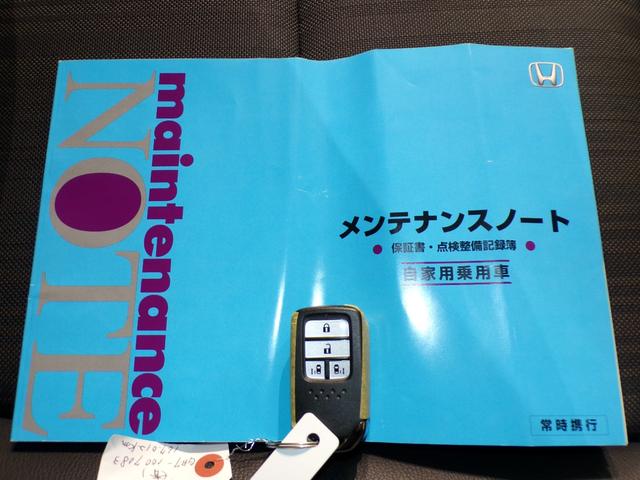 maintenance
NOTE
メンテナンスノート
保証書・点検整備記録簿
自家用乗用車
常時携行